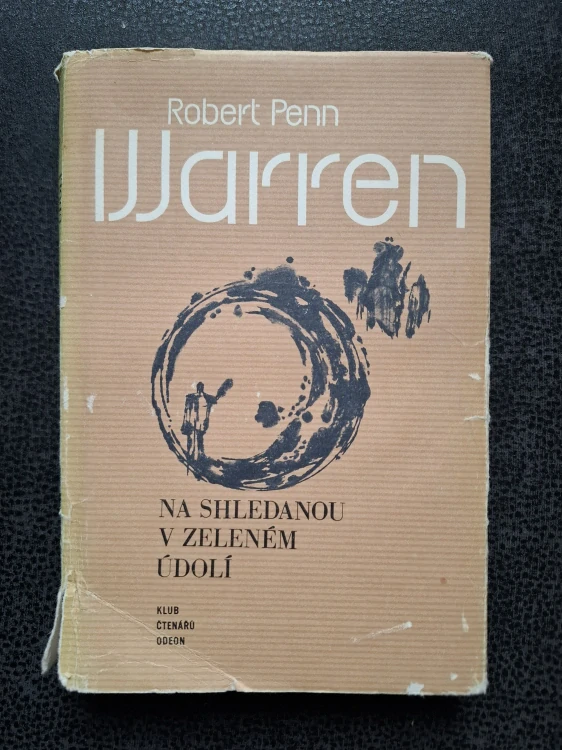 Robert Penn
Warren
NA SHLEDANOU
V ZELENÉM
ÚDOLÍ
KLUB
ČTENÁŘŮ
ODEON